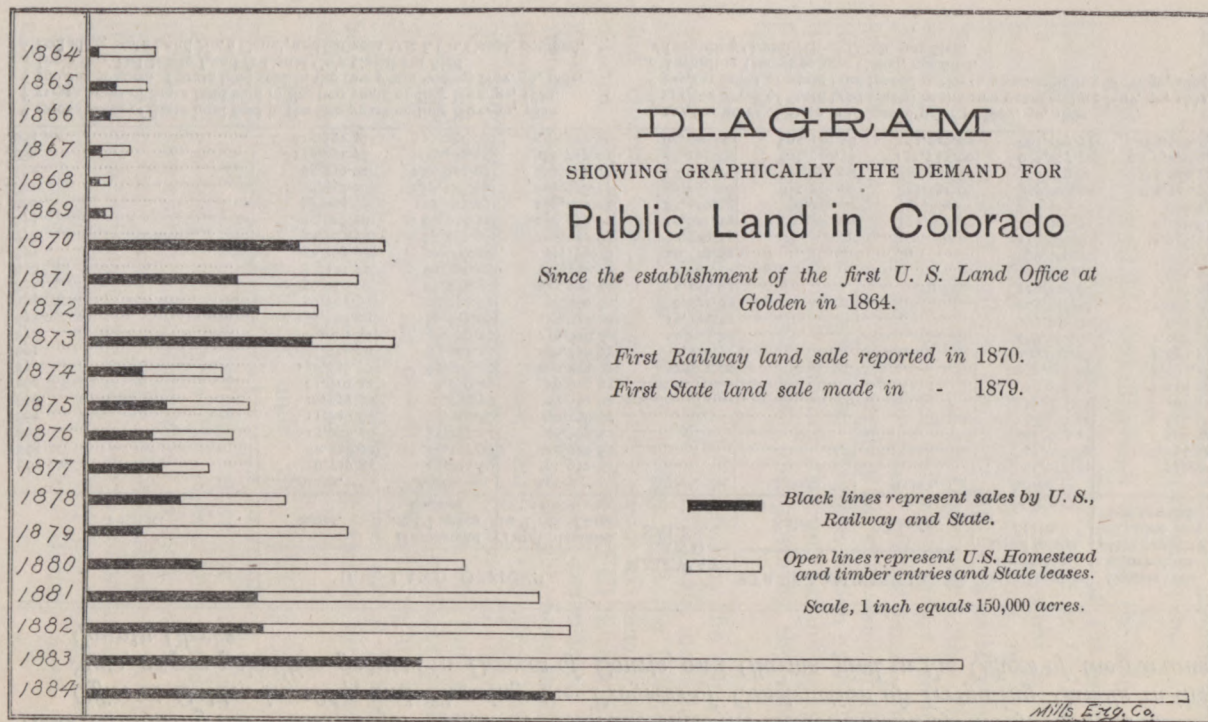 DIAGRAM
SHOWING GRAPHICALLY THE DEMAND FOR
Public Land in Colorado
Since the establishment of the first U. S. Land Office at
Golden in 1864.
First Railway land sale reported in 1870.
First State land sale made in - 1879.
1864
1865
1866
1867
1868
1869
1870
1871
1872
1873
1874
1875
1876
1877
1878
1879
1880
1881
1882
1883
1884
Black lines represent sales by U. S.,
Railway and State.
Open lines represent U.S. Homestead
and timber entries and State leases.
Scale, 1 inch equals 150,000 acres.
Mills Eng. Co.